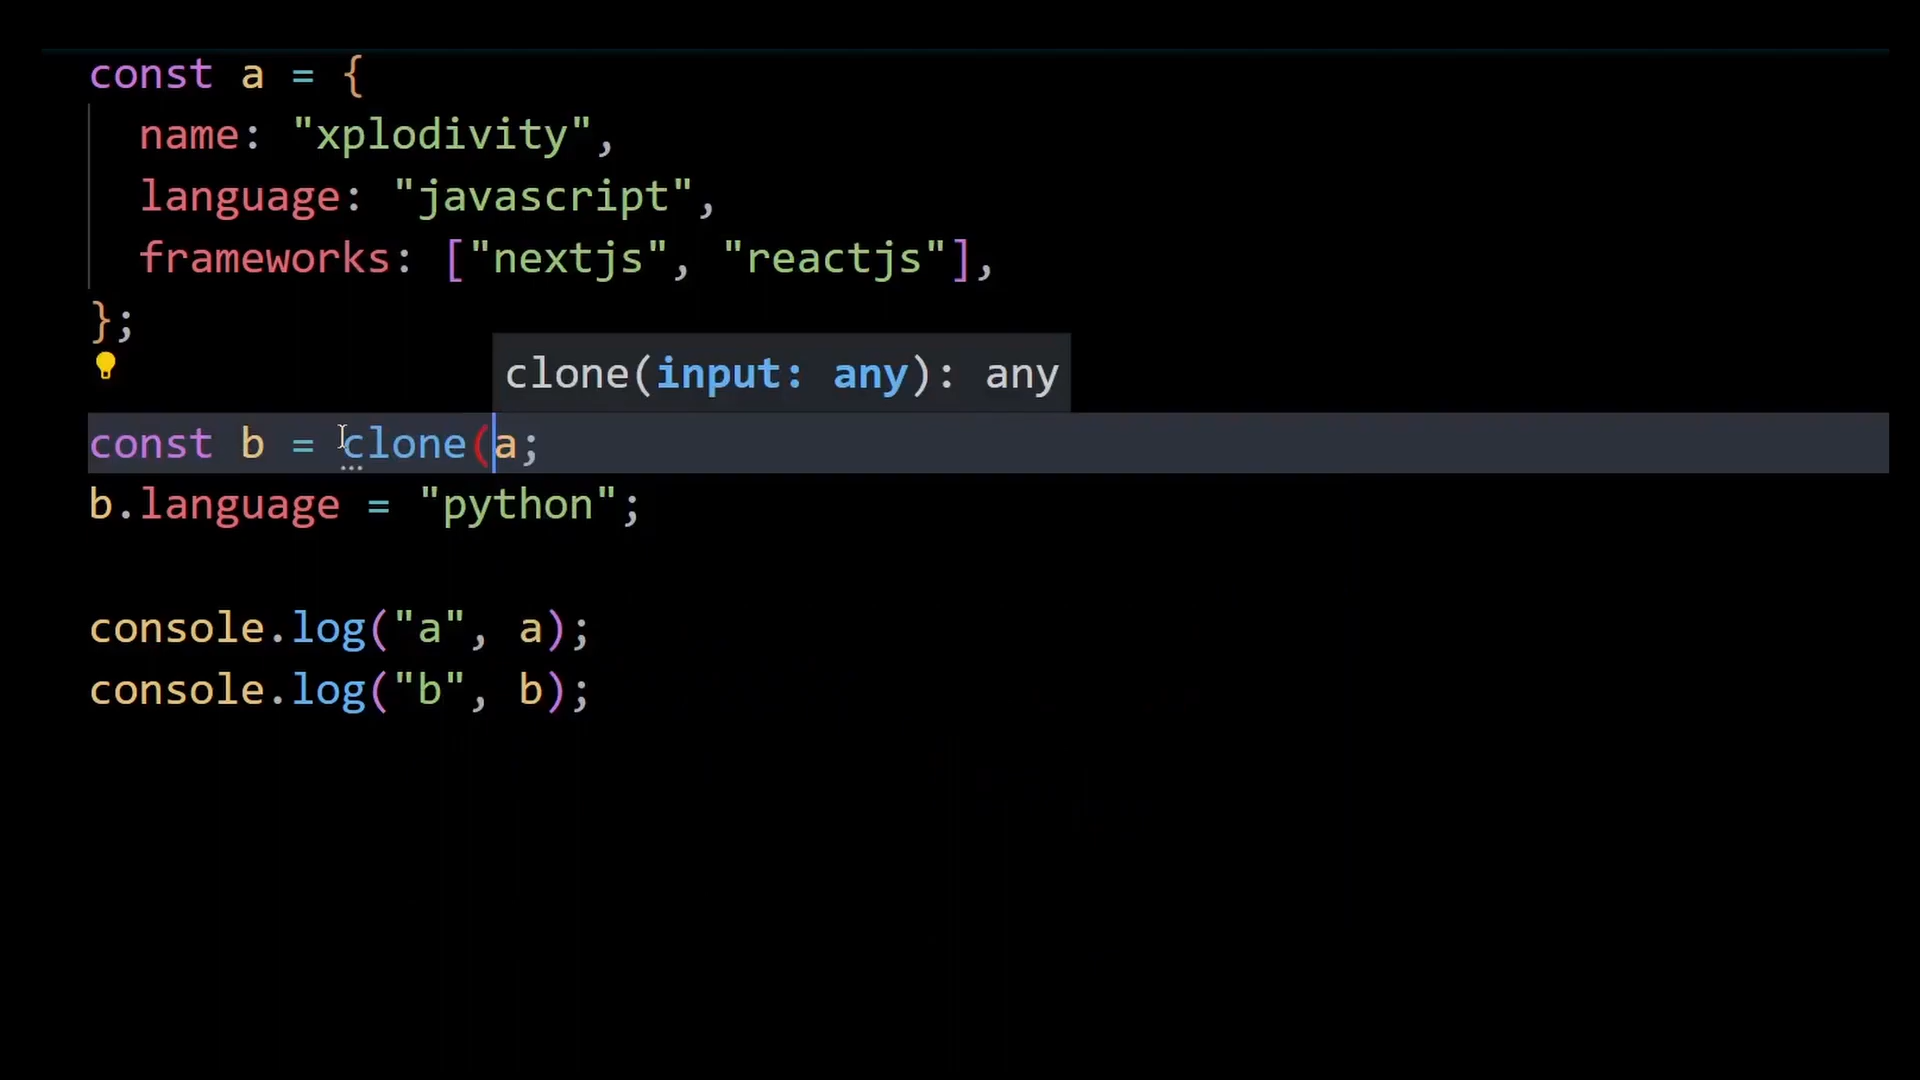 const a = {
name: "xplodivity",
language: "javascript",
frameworks: ["nextjs", "reactjs"],
};
clone(input: any): any
const b = clone(a;
b.language = "python";
console.log("a", a);
console.log("b", b);